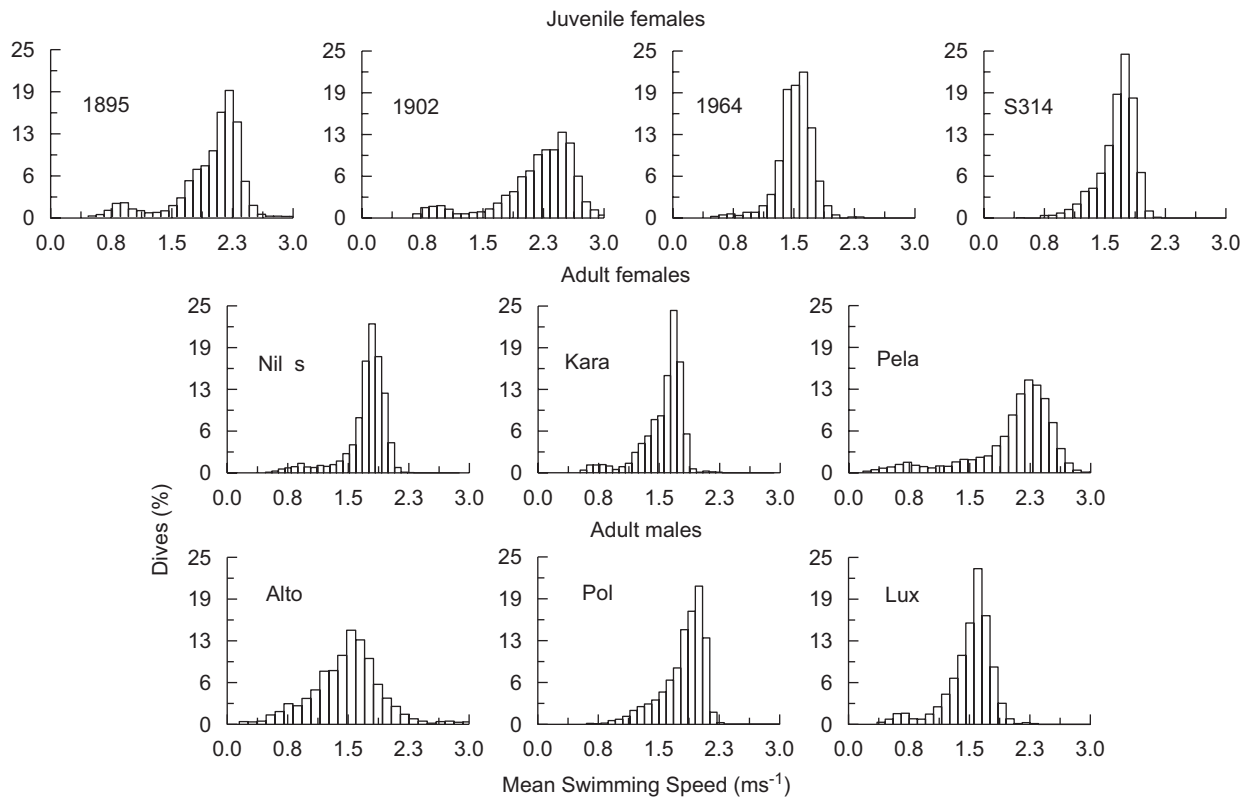 Juvenile females
25 25 25 25
19 19 19 19
1895 1902 1964 S314
13 13 13 13
6 6 6 6
0 0 0 0
0.0 0.8 1.5 2.3 3.0 0.0 0.8 1.5 2.3 3.0 0.0 0.8 1.5 2.3 3.0 0.0 0.8 1.5 2.3 3.0
Adult females
25 25 25
19 19 19
Nil s Kara Pela
13 13 13
6 6 6
0 0 0
0.0 0.8 1.5 2.3 3.0 0.0 0.8 1.5 2.3 3.0 0.0 0.8 1.5 2.3 3.0
Adult males
Dives (%)
25 25 25
Alto Pol Lux
19 19 19
13 13 13
6 6 6
0 0 0
0.0 0.8 1.5 2.3 3.0 0.0 0.8 1.5 2.3 3.0 0.0 0.8 1.5 2.3 3.0
Mean Swimming Speed (ms⁻¹)